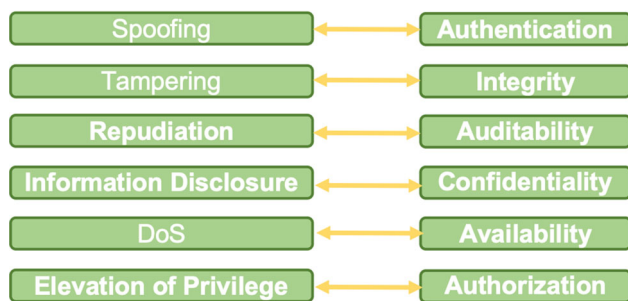 Spoofing Authentication
Tampering Integrity
Repudiation Auditability
Information Disclosure Confidentiality
DoS Availability
Elevation of Privilege Authorization